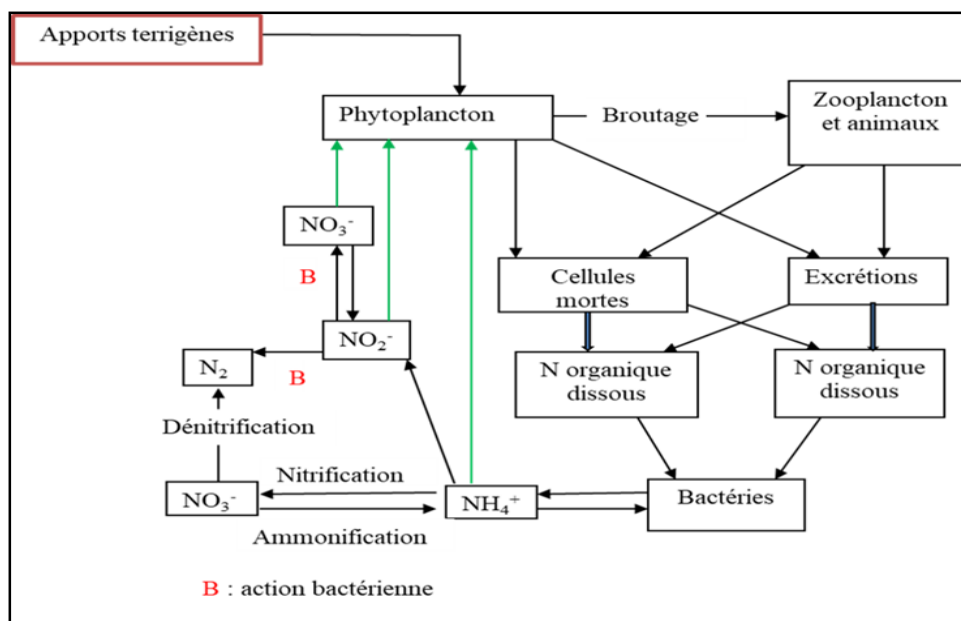 Apports terrigènes
Phytoplancton
Broutage
Zooplancton
et animaux
NO₃⁻
B
Cellules
mortes
Excrétions
NO₂⁻
N₂
B
N organique
dissous
N organique
dissous
Dénitrification
Nitrification
NO₃⁻
NH₄⁺
Bactéries
Ammonification
B : action bactérienne